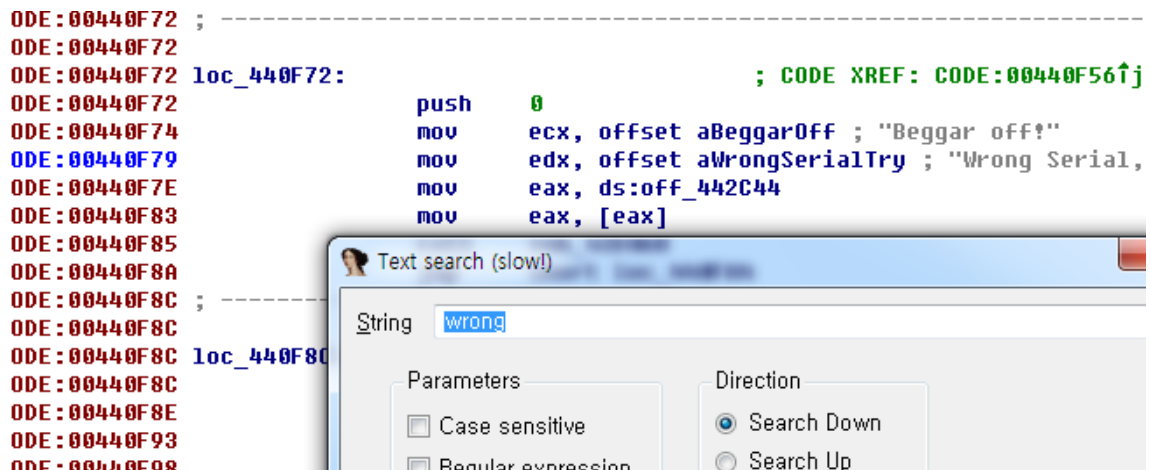 ODE:00440F72 ; ---------------------------------------------------------------------------
ODE:00440F72
ODE:00440F72 loc_440F72: ; CODE XREF: CODE:00440F56↑j
ODE:00440F72 push 0
ODE:00440F74 mov ecx, offset aBeggarOff ; "Beggar off!"
ODE:00440F79 mov edx, offset aWrongSerialTry ; "Wrong Serial,
ODE:00440F7E mov eax, ds:off_442C44
ODE:00440F83 mov eax, [eax]
ODE:00440F85
ODE:00440F8A
ODE:00440F8C ; --------
ODE:00440F8C
ODE:00440F8C loc_440F8C
ODE:00440F8C
ODE:00440F8E
ODE:00440F93
ODE:00440F98
Text search (slow!)
String wrong
Parameters
Direction
Case sensitive
Search Down
Regular expression
Search Up